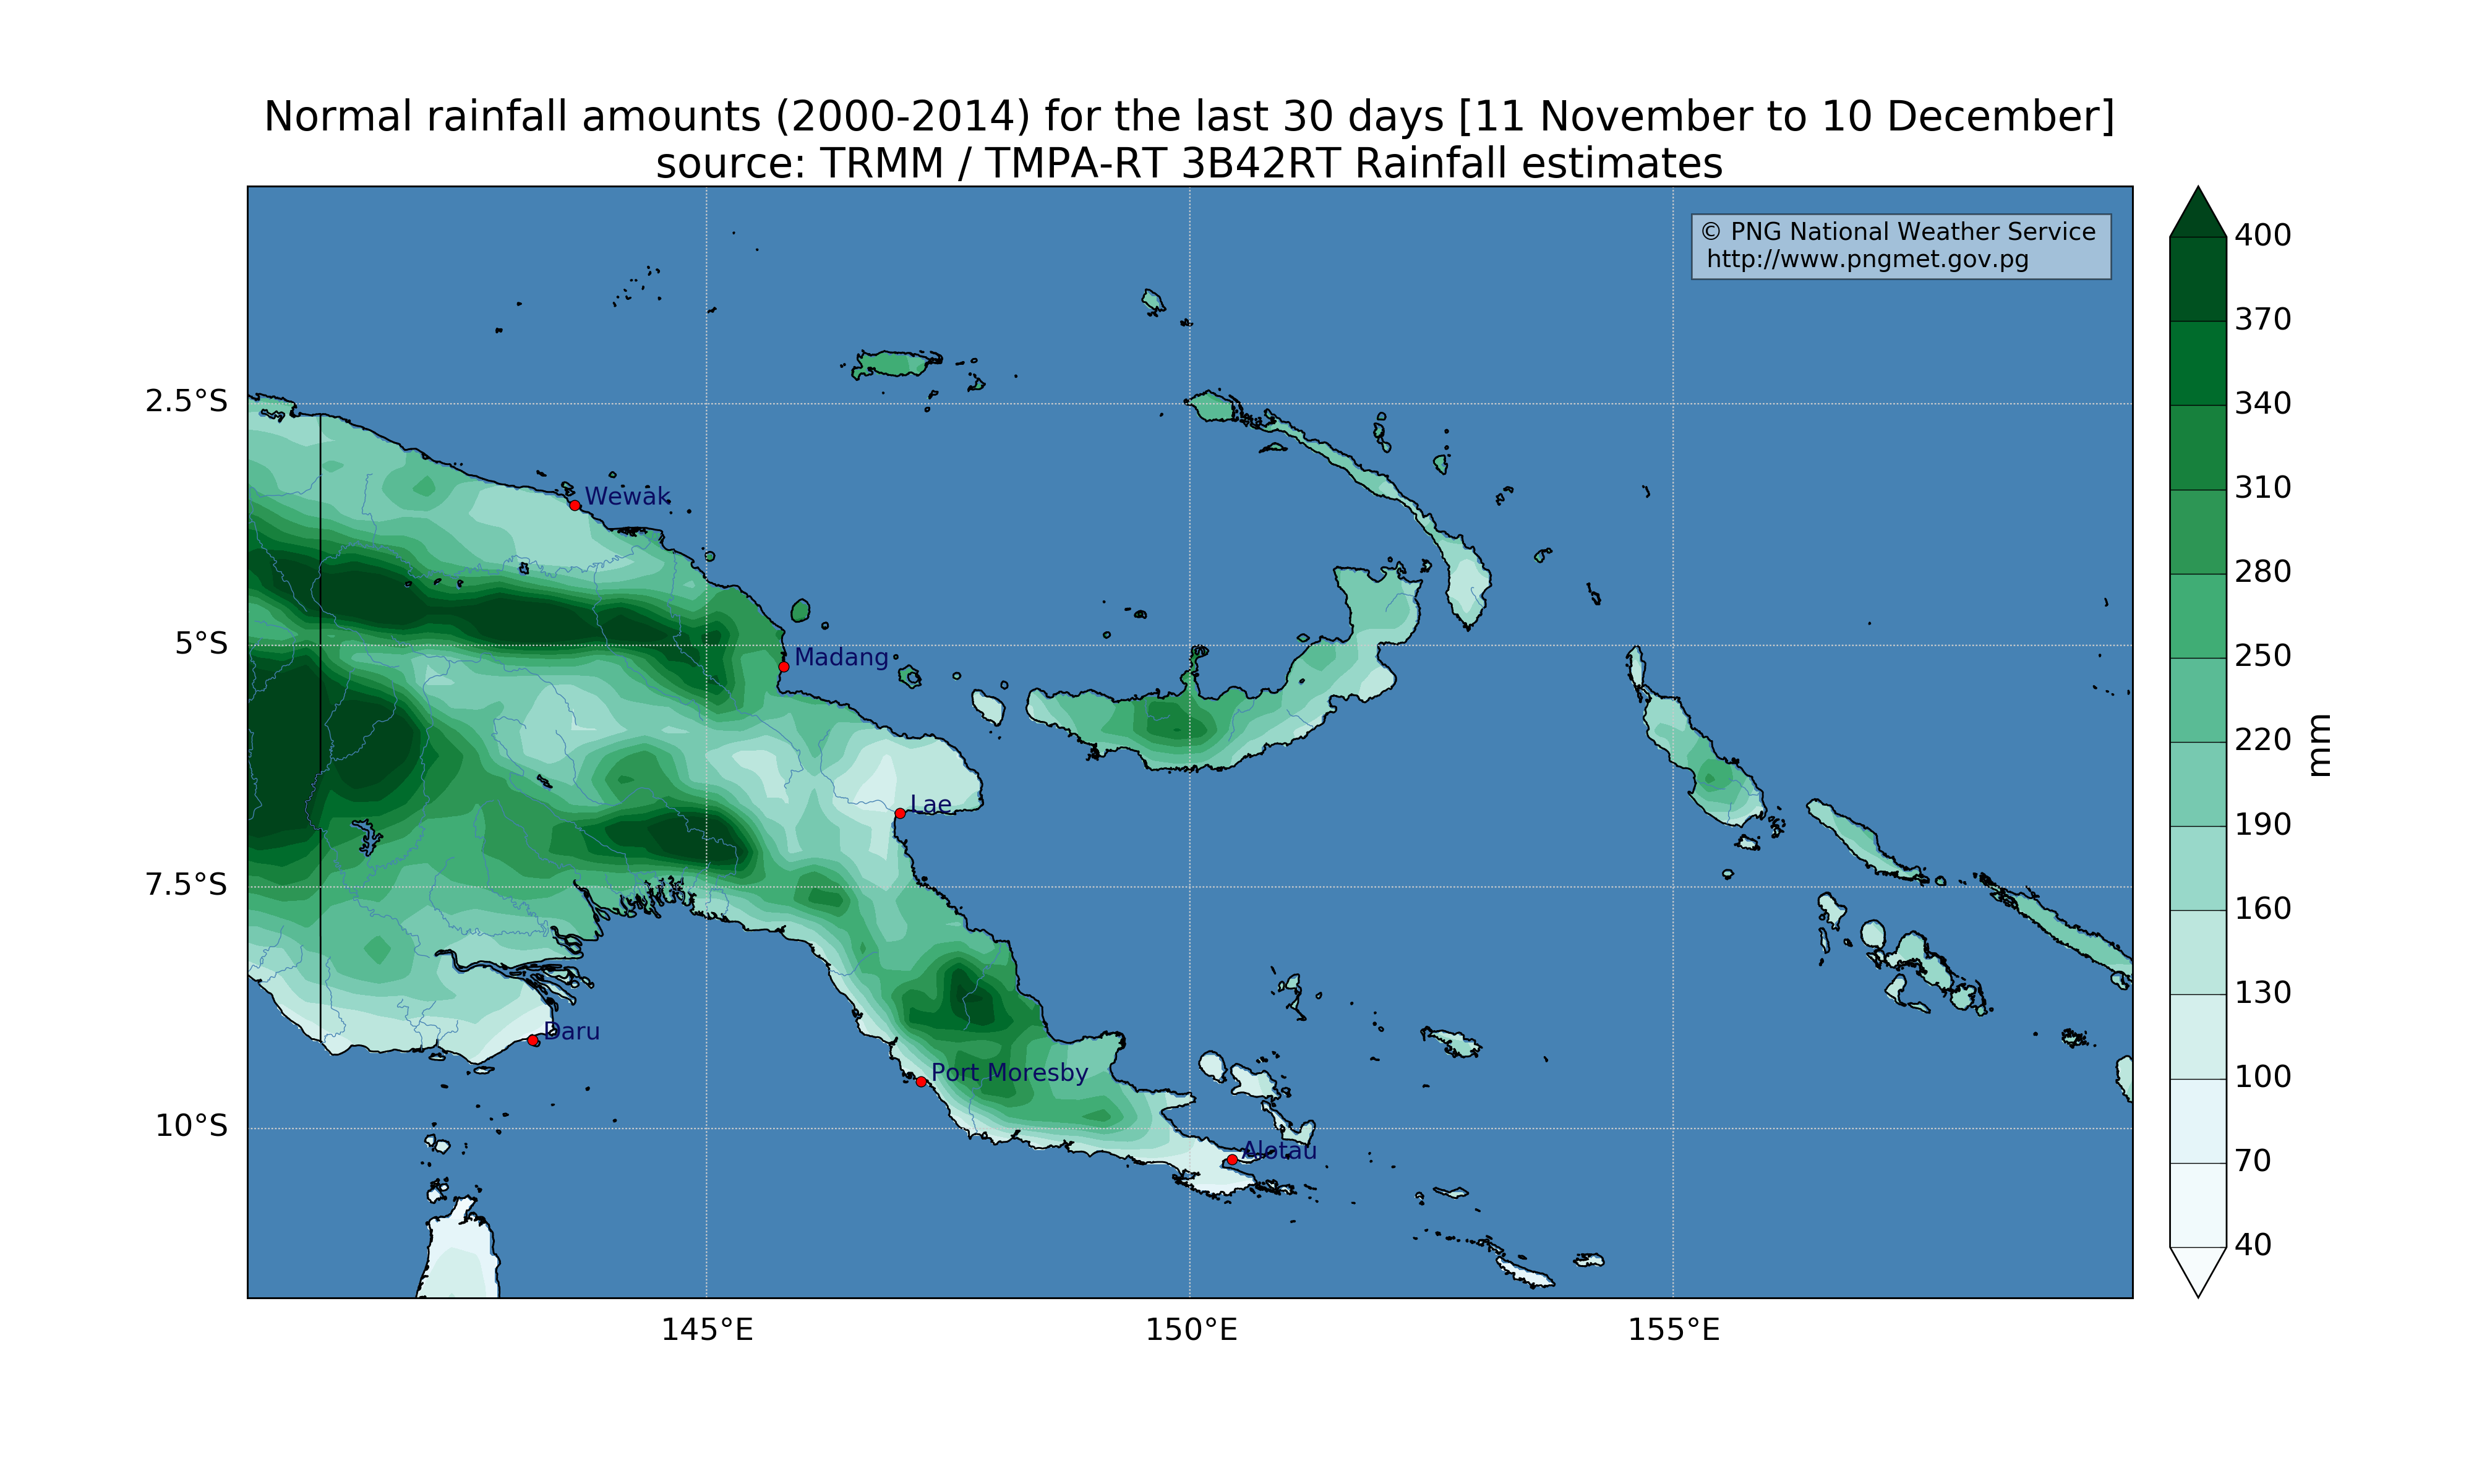 Normal rainfall amounts (2000-2014) for the last 30 days [11 November to 10 December]
source: TRMM / TMPA-RT 3B42RT Rainfall estimates
© PNG National Weather Service
http://www.pngmet.gov.pg
2.5°S
5°S
7.5°S
10°S
145°E
150°E
155°E
Wewak
Madang
Lae
Daru
Port Moresby
Alotau
400
370
340
310
280
250
220
190
160
130
100
70
40
mm